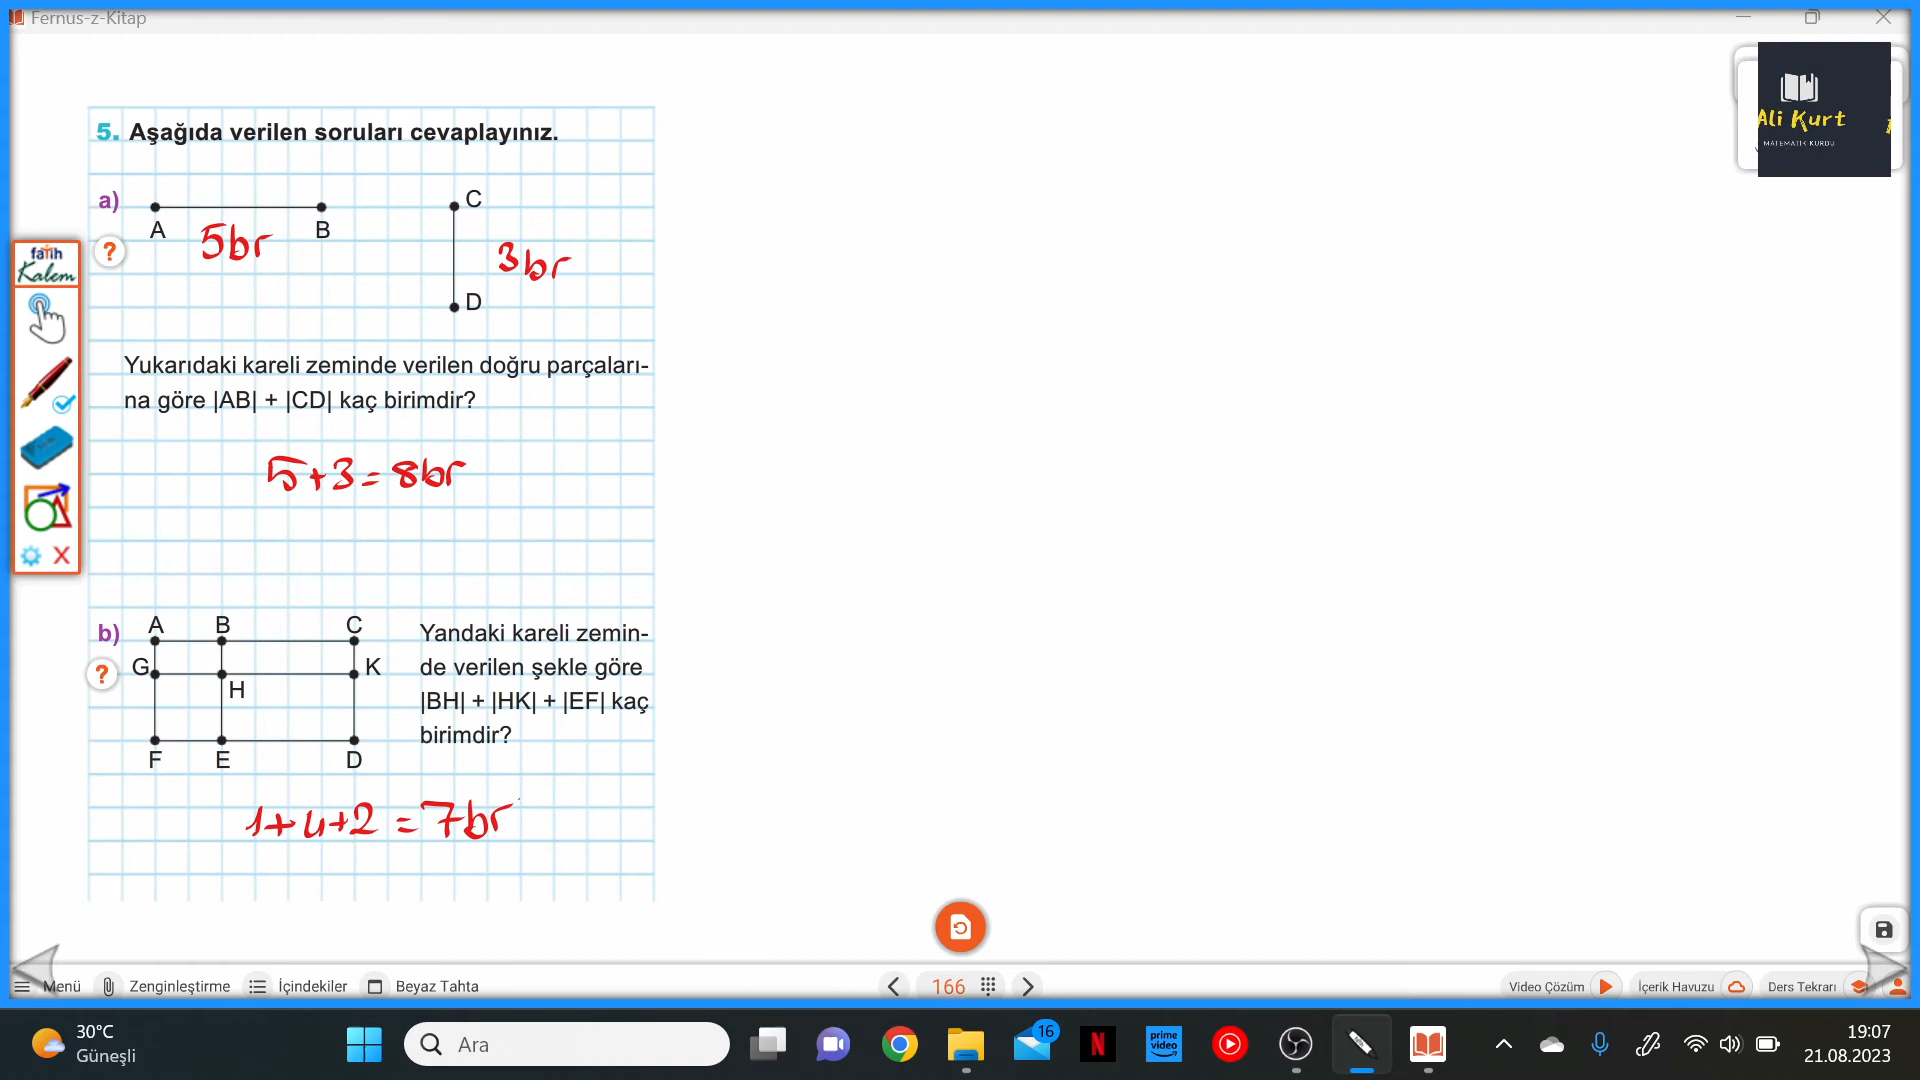 Fernus-z-Kitap
Ali Kurt
MATEMATİK KURDU
5. Aşağıda verilen soruları cevaplayınız.
a)
A
B
C
D
5br
3br
?
fatih
Kalem
Yukarıdaki kareli zeminde verilen doğru parçaları-
na göre |AB| + |CD| kaç birimdir?
5+3=8br
b)
A B C
G K
H
F E D
?
Yandaki kareli zemin-
de verilen şekle göre
|BH| + |HK| + |EF| kaç
birimdir?
1+4+2=7br
Menü Zenginleştirme İçindekiler Beyaz Tahta 166 Video Çözüm İçerik Havuzu Ders Tekrarı
30°C
Güneşli
Ara
16
N
prime
video
19:07
21.08.2023